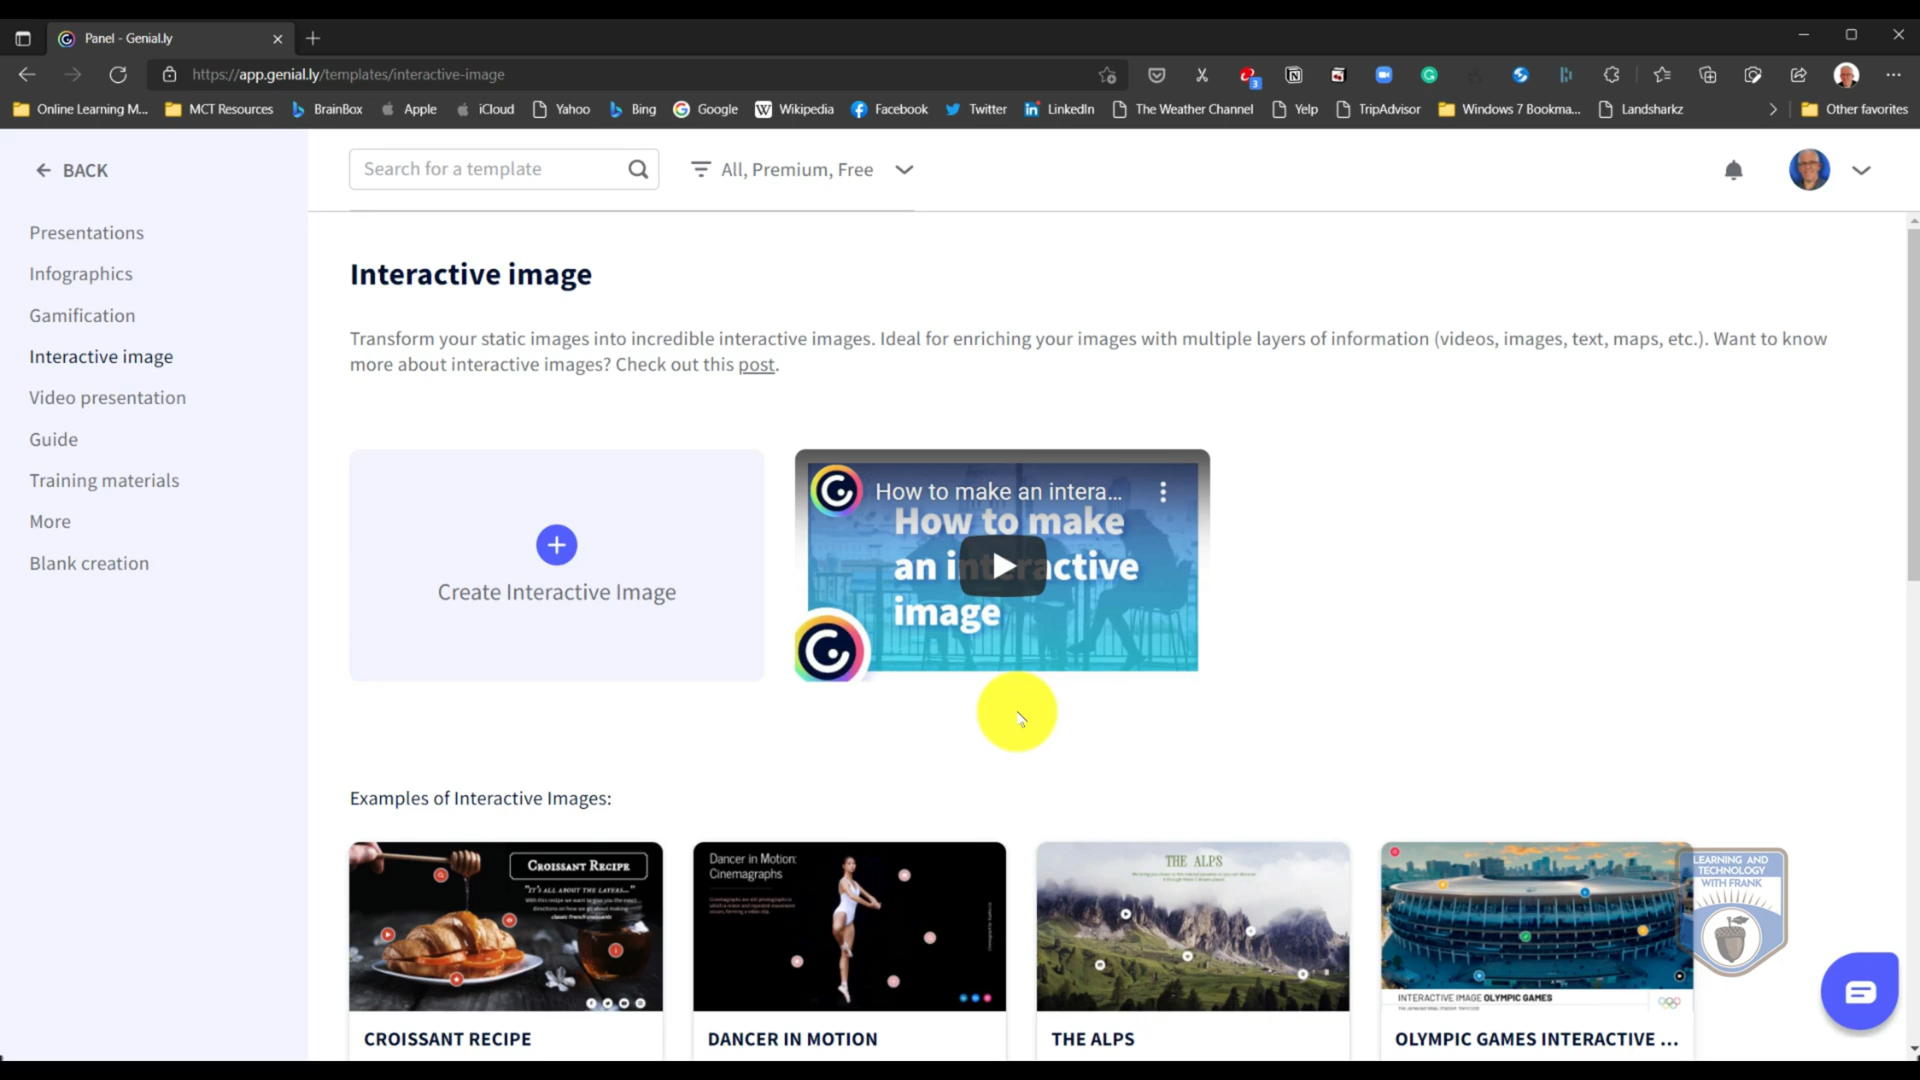 Panel - Genial.ly
https://app.genial.ly/templates/interactive-image
3
Online Learning M...
MCT Resources
BrainBox
Apple
iCloud
Yahoo
Bing
Google
Wikipedia
Facebook
Twitter
LinkedIn
The Weather Channel
Yelp
TripAdvisor
Windows 7 Bookma...
Landsharkz
Other favorites
BACK
Search for a template
All, Premium, Free
Presentations
Infographics
Gamification
Interactive image
Video presentation
Guide
Training materials
More
Blank creation
Interactive image
Transform your static images into incredible interactive images. Ideal for enriching your images with multiple layers of information (videos, images, text, maps, etc.). Want to know
more about interactive images? Check out this post.
Create Interactive Image
How to make an intera...
How to make
an interactive
image
Examples of Interactive Images:
CROISSANT RECIPE
"IT'S ALL ABOUT THE LAYERS..."
Dancer in Motion:
Cinemagraphs
THE ALPS
INTERACTIVE IMAGE OLYMPIC GAMES
LEARNING AND
TECHNOLOGY
WITH FRANK
CROISSANT RECIPE
DANCER IN MOTION
THE ALPS
OLYMPIC GAMES INTERACTIVE ...